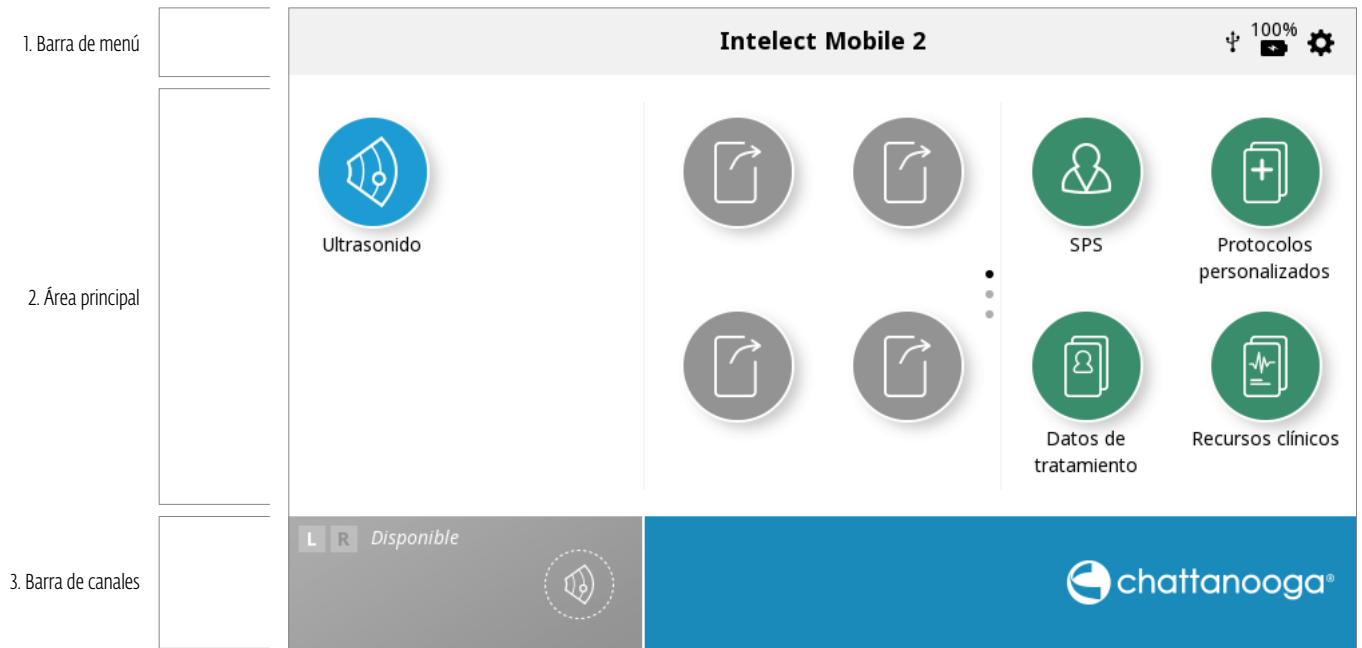 1. Barra de menú
Intelect Mobile 2
100%
Ultrasonido
SPS
Protocolos
personalizados
2. Área principal
Datos de
tratamiento
Recursos clínicos
L R Disponible
3. Barra de canales
chattanooga®